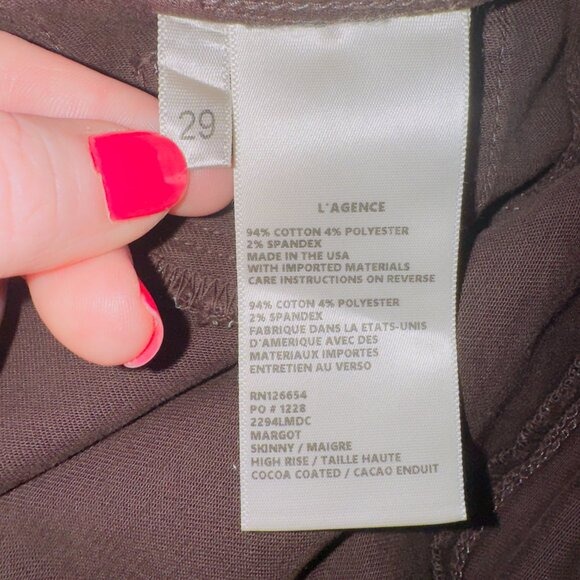 29
L'AGENCE
94% COTTON 4% POLYESTER
2% SPANDEX
MADE IN THE USA
WITH IMPORTED MATERIALS
CARE INSTRUCTIONS ON REVERSE
94% COTON 4% POLYESTER
2% SPANDEX
FABRIQUE DANS LA ETATS-UNIS
D'AMERIQUE AVEC DES
MATERIAUX IMPORTES
ENTRETIEN AU VERSO
RN126654
PO # 1228
2294LMDC
MARGOT
SKINNY / MAIGRE
HIGH RISE / TAILLE HAUTE
COCOA COATED / CACAO ENDUIT